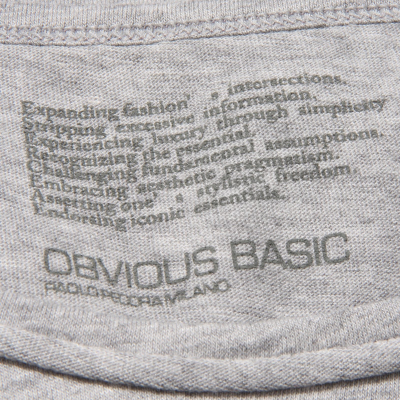 Expanding fashion' s intersections.
Stripping excessive information.
Experiencing luxury through simplicity
Recognizing the essential.
Challenging fundamental assumptions.
Embracing aesthetic pragmatism.
Asserting one' s stylistic freedom.
Endorsing iconic essentials.
OBVIOUS BASIC
PAOLO PECORA MILANO